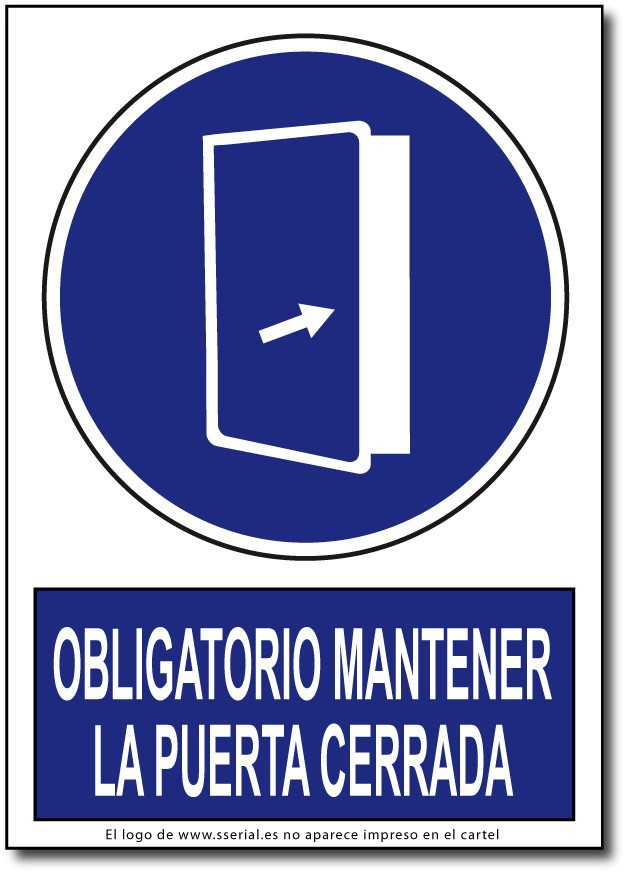 OBLIGATORIO MANTENER
LA PUERTA CERRADA
El logo de www.sserial.es no aparece impreso en el cartel